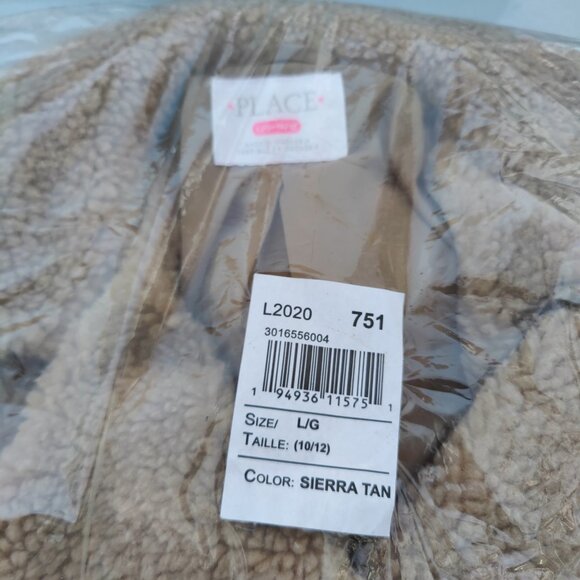 PLACE
L2020 751
3016556004
1 94936 11575 1
SIZE/ L/G
TAILLE: (10/12)
COLOR: SIERRA TAN